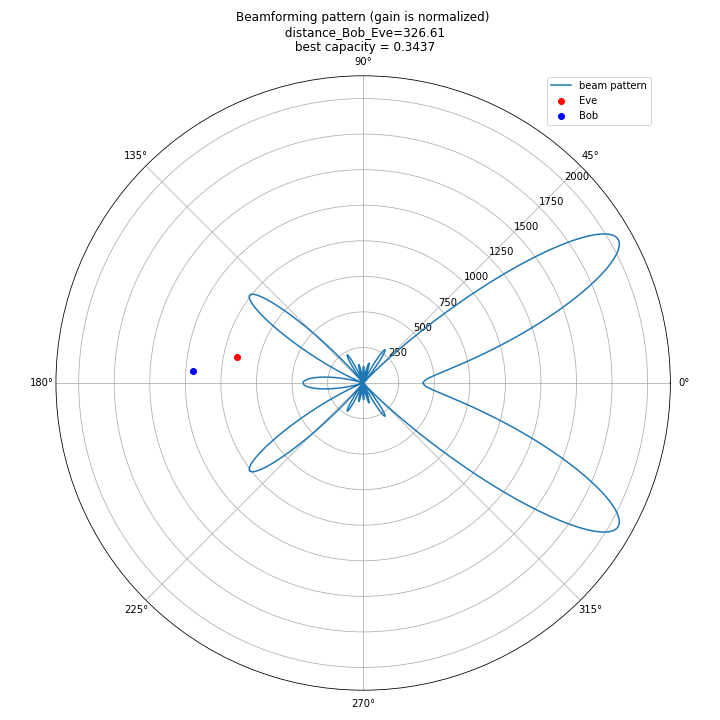 Beamforming pattern (gain is normalized)
distance_Bob_Eve=326.61
best capacity = 0.3437
90°
beam pattern
Eve
Bob
135°
45°
2000
1750
1500
1250
1000
750
500
250
180°
0°
225°
315°
270°